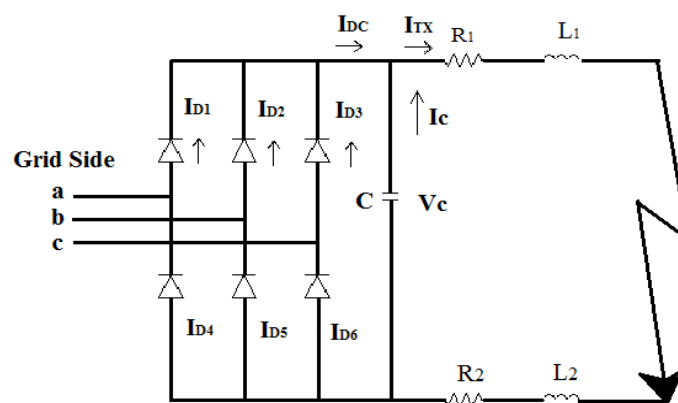 IDC ITX
R1 L1
ID1 ID2 ID3
Ic
Grid Side
a
b
c
C Vc
ID4 ID5 ID6
R2 L2